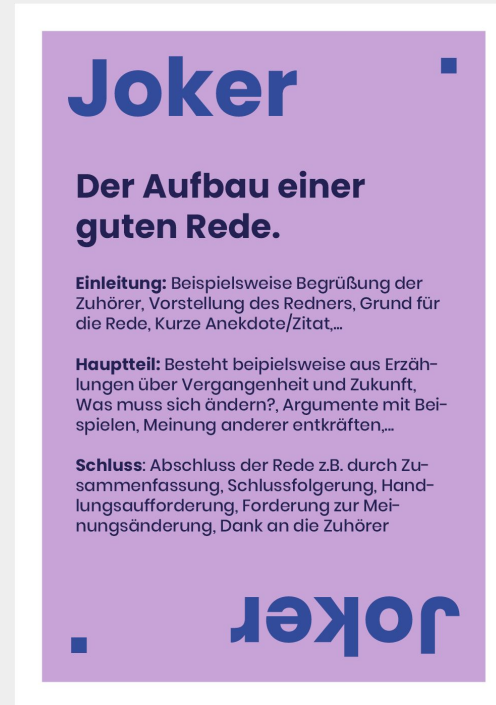 Joker
Der Aufbau einer
guten Rede.
Einleitung: Beispielsweise Begrüßung der
Zuhörer, Vorstellung des Redners, Grund für
die Rede, Kurze Anekdote/Zitat,...
Hauptteil: Besteht beipielsweise aus Erzäh-
lungen über Vergangenheit und Zukunft,
Was muss sich ändern?, Argumente mit Bei-
spielen, Meinung anderer entkräften,...
Schluss: Abschluss der Rede z.B. durch Zu-
sammenfassung, Schlussfolgerung, Hand-
lungsaufforderung, Forderung zur Mei-
nungsänderung, Dank an die Zuhörer
Joker